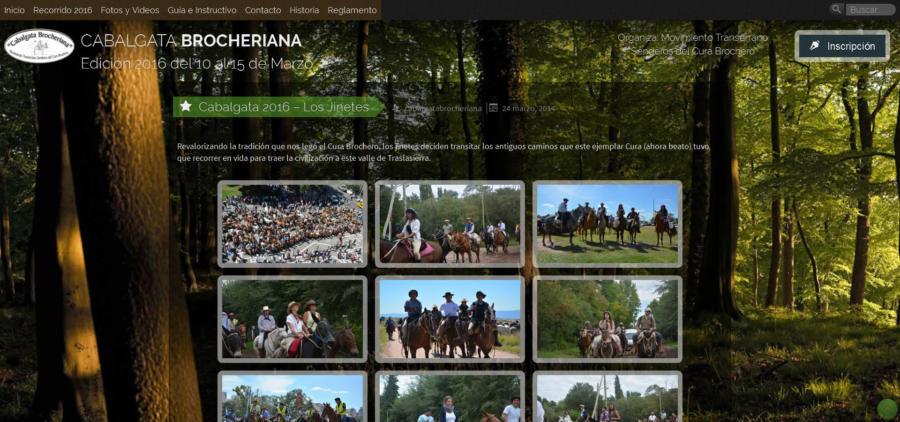 Inicio Recorrido 2016 Fotos y Videos Guía e Instructivo Contacto Historia Reglamento
Buscar...
Cabalgata Brocheriana
CABALGATA BROCHERIANA
Edición 2016 del 10 al 15 de Marzo
Organiza: Movimiento Transerrano
"Senderos del Cura Brochero"
Inscripción
Cabalgata 2016 – Los Jinetes
cabalgatabrocheriana
24 marzo, 2014
Revalorizando la tradición que nos legó el Cura Brochero, los jinetes deciden transitar los antiguos caminos que este ejemplar Cura (ahora beato) tuvo
que recorrer en vida para traer la civilización a este valle de Traslasierra.